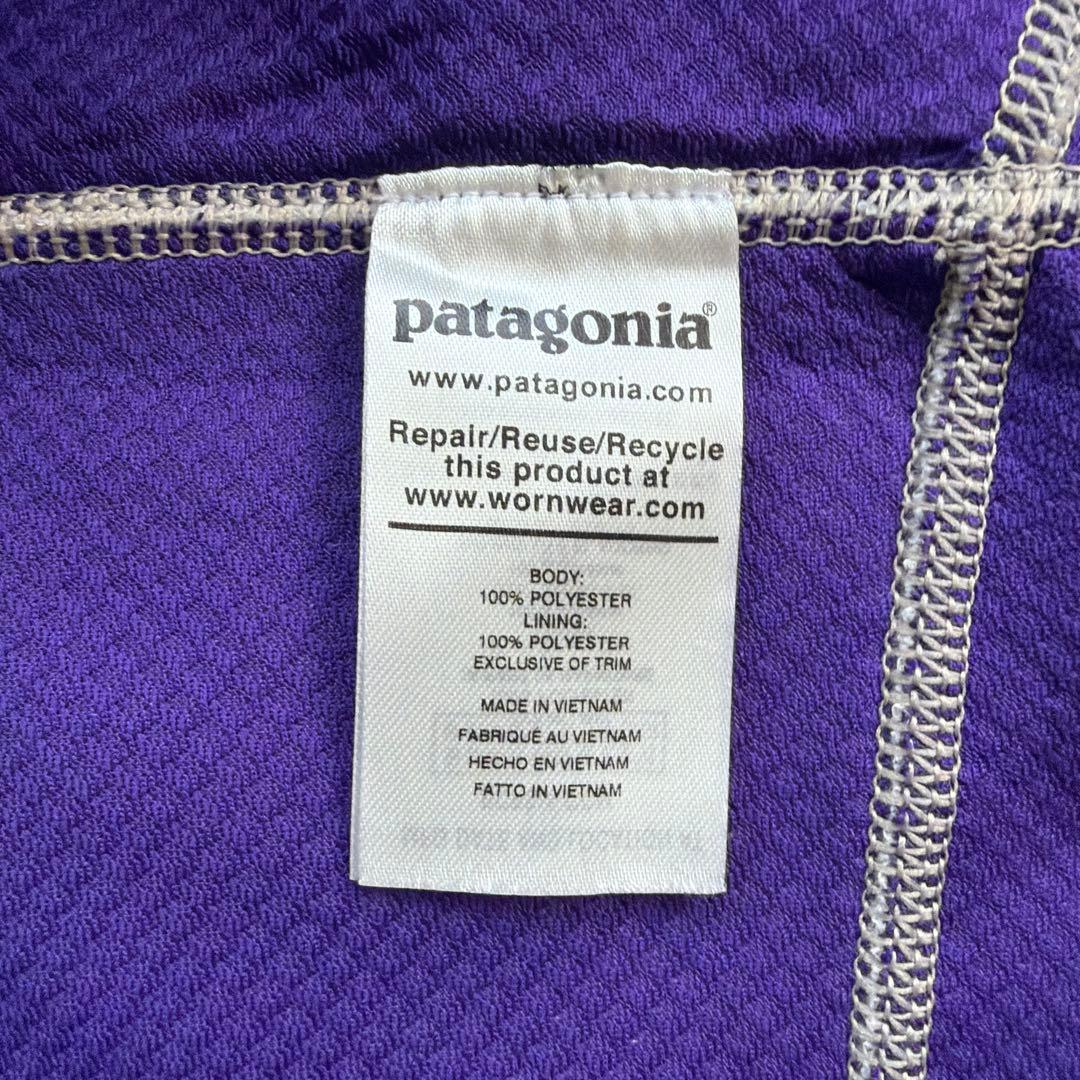 patagonia®
www.patagonia.com
Repair/Reuse/Recycle
this product at
www.wornwear.com
BODY:
100% POLYESTER
LINING:
100% POLYESTER
EXCLUSIVE OF TRIM
MADE IN VIETNAM
FABRIQUÉ AU VIETNAM
HECHO EN VIETNAM
FATTO IN VIETNAM